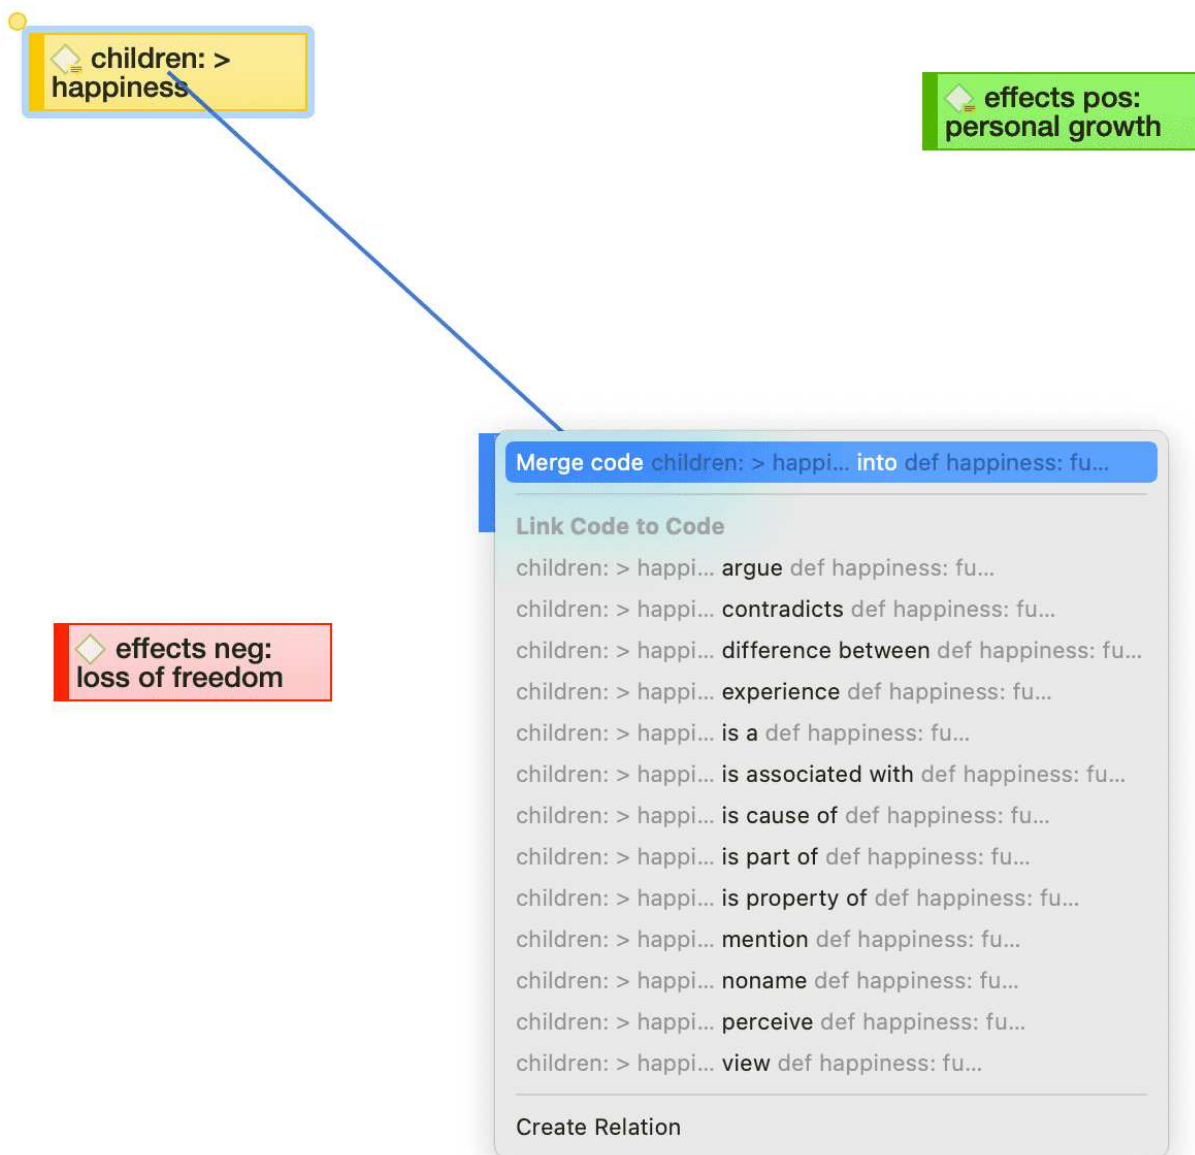 children: >
happiness
effects pos:
personal growth
Merge code children: > happi... into def happiness: fu...
Link Code to Code
children: > happi... argue def happiness: fu...
children: > happi... contradicts def happiness: fu...
children: > happi... difference between def happiness: fu...
children: > happi... experience def happiness: fu...
children: > happi... is a def happiness: fu...
children: > happi... is associated with def happiness: fu...
children: > happi... is cause of def happiness: fu...
children: > happi... is part of def happiness: fu...
children: > happi... is property of def happiness: fu...
children: > happi... mention def happiness: fu...
children: > happi... noname def happiness: fu...
children: > happi... perceive def happiness: fu...
children: > happi... view def happiness: fu...
Create Relation
effects neg:
loss of freedom